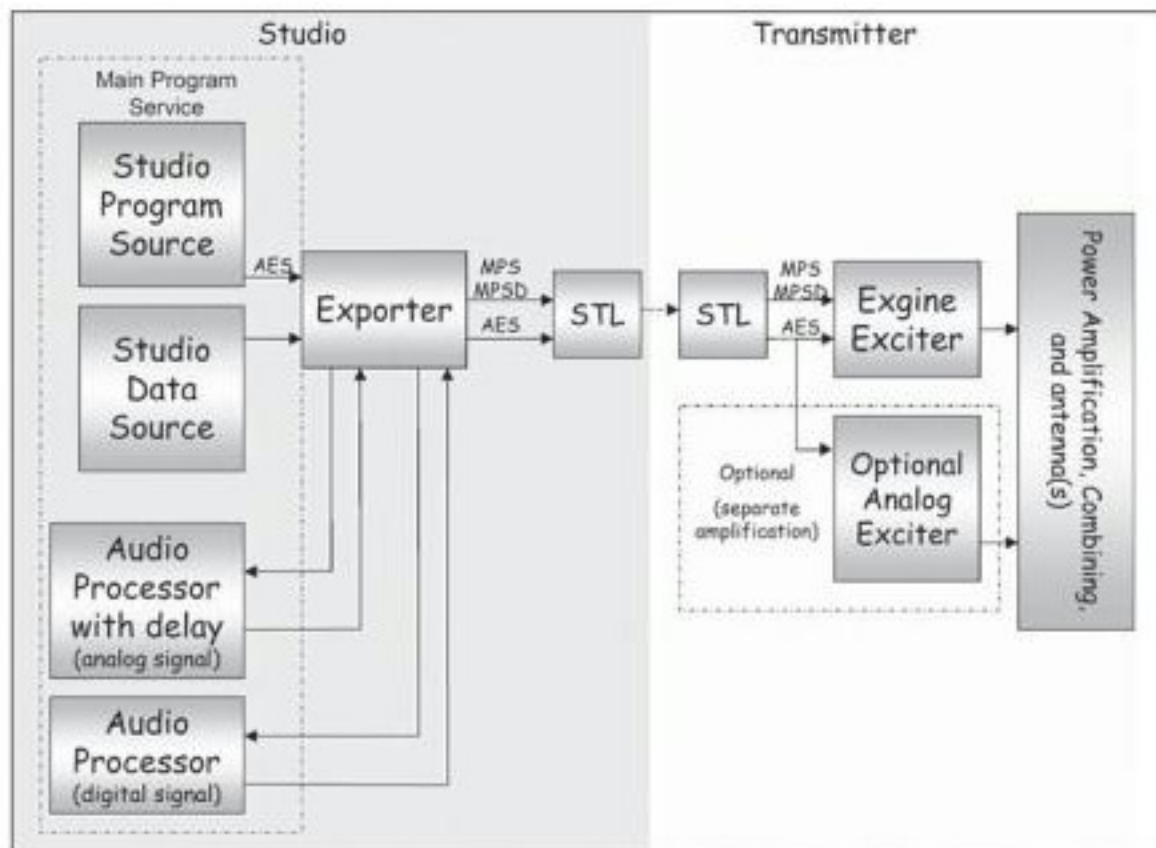 Studio
Transmitter
Main Program
Service
Studio
Program
Source
AES
Studio
Data
Source
Exporter
MPS
MPSD
AES
STL
STL
MPS
MPSD
AES
Exgine
Exciter
Optional
(separate
amplification)
Optional
Analog
Exciter
Power Amplification, Combining,
and antenna(s)
Audio
Processor
with delay
(analog signal)
Audio
Processor
(digital signal)